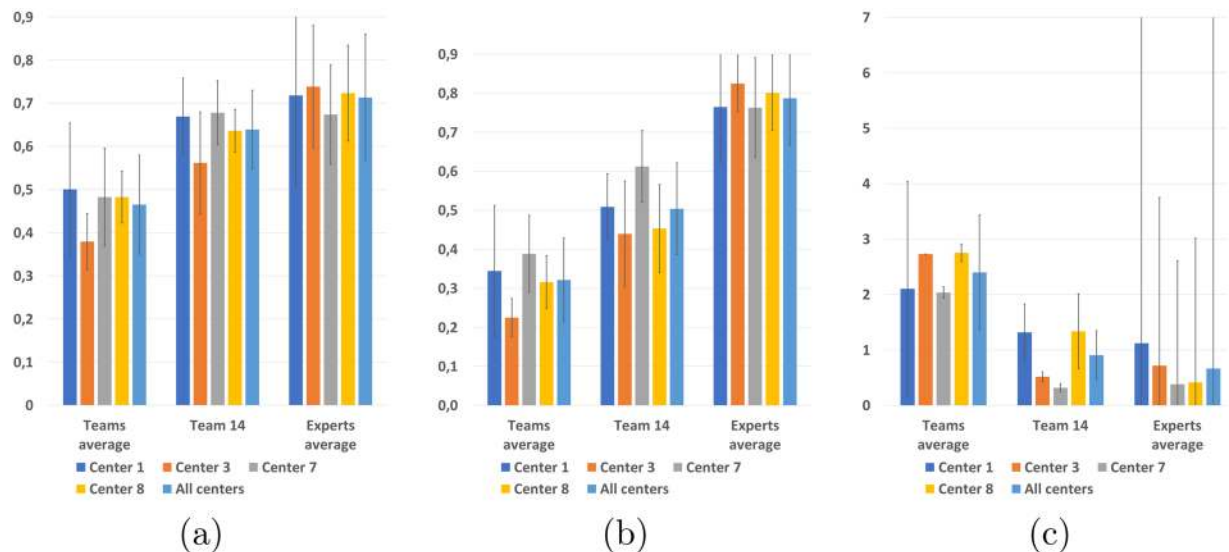 0,9
0,8
0,7
0,6
0,5
0,4
0,3
0,2
0,1
0
Teams average
Team 14
Experts average
Center 1 Center 3 Center 7
Center 8 All centers
(a)
0,9
0,8
0,7
0,6
0,5
0,4
0,3
0,2
0,1
0,0
Teams average
Team 14
Experts average
Center 1 Center 3 Center 7
Center 8 All centers
(b)
7
6
5
4
3
2
1
0
Teams average
Team 14
Experts average
Center 1 Center 3 Center 7
Center 8 All centers
(c)